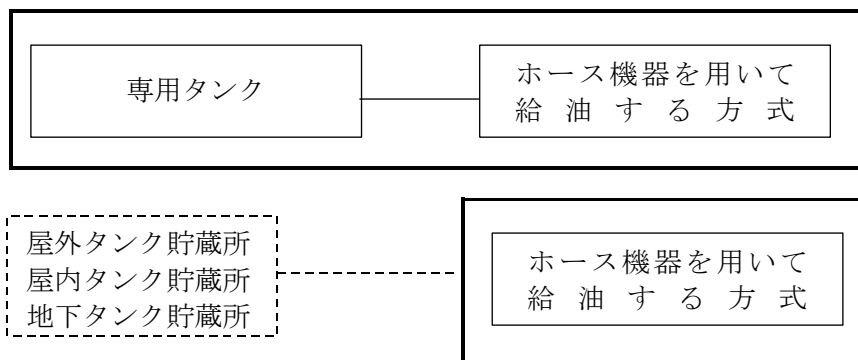 専用タンク
ホース機器を用いて
給油する方式
屋外タンク貯蔵所
屋内タンク貯蔵所
地下タンク貯蔵所
ホース機器を用いて
給油する方式